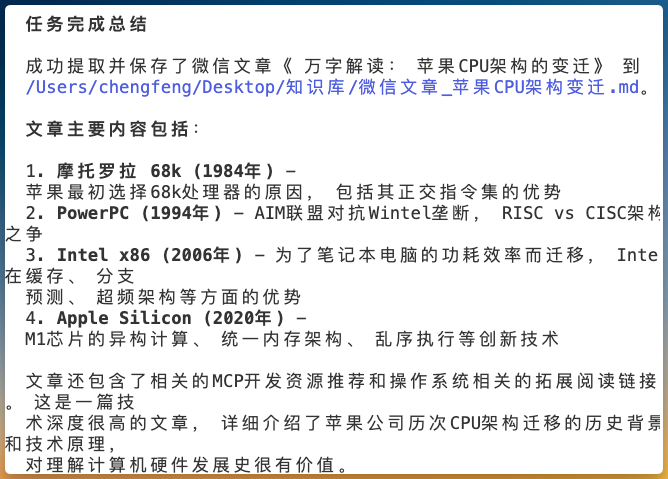 任务完成总结
成功提取并保存了微信文章《 万字解读： 苹果CPU架构的变迁》 到
/Users/chengfeng/Desktop/知识库/微信文章_苹果CPU架构变迁.md。
文章主要内容包括：
1. 摩托罗拉 68k (1984年) –
苹果最初选择68k处理器的原因， 包括其正交指令集的优势
2. PowerPC (1994年) – AIM联盟对抗Wintel垄断， RISC vs CISC架构
之争
3. Intel x86 (2006年) – 为了笔记本电脑的功耗效率而迁移， Inte
在缓存、 分支
预测、 超频架构等方面的优势
4. Apple Silicon (2020年) –
M1芯片的异构计算、 统一内存架构、 乱序执行等创新技术
文章还包含了相关的MCP开发资源推荐和操作系统相关的拓展阅读链接
。 这是一篇技
术深度很高的文章， 详细介绍了苹果公司历次CPU架构迁移的历史背景
和技术原理，
对理解计算机硬件发展史很有价值。